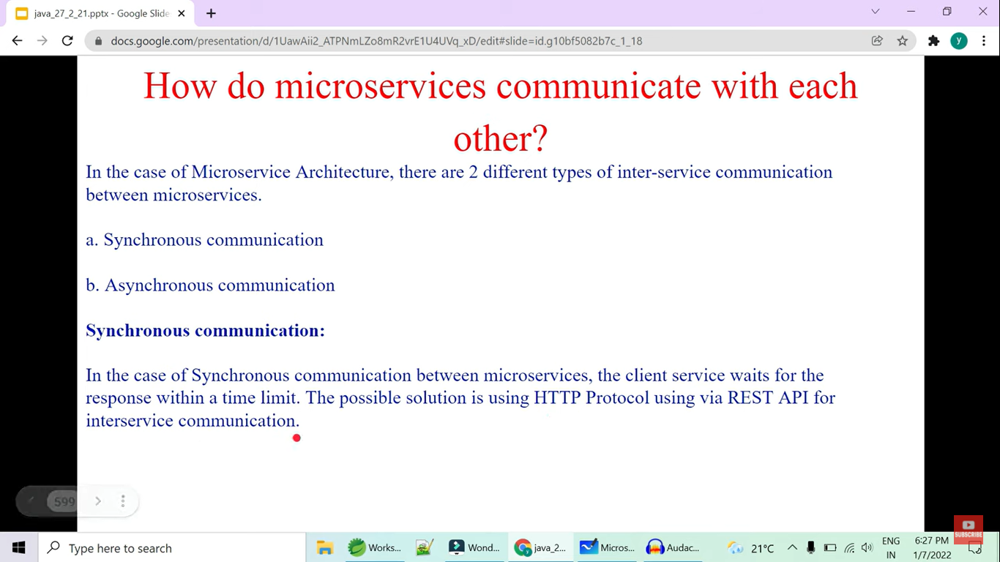 java_27_2_21.pptx - Google Slide
docs.google.com/presentation/d/1UawAii2_ATPNmLZo8mR2vrE1U4UVq_xD/edit#slide=id.g10bf5082b7c_1_18
y
How do microservices communicate with each
other?
In the case of Microservice Architecture, there are 2 different types of inter-service communication
between microservices.
a. Synchronous communication
b. Asynchronous communication
Synchronous communication:
In the case of Synchronous communication between microservices, the client service waits for the
response within a time limit. The possible solution is using HTTP Protocol using via REST API for
interservice communication.
599
SUBSCRIBE
Type here to search
Works...
Wond...
java_2...
Micros...
Audac...
21°C
ENG
IN
6:27 PM
1/7/2022